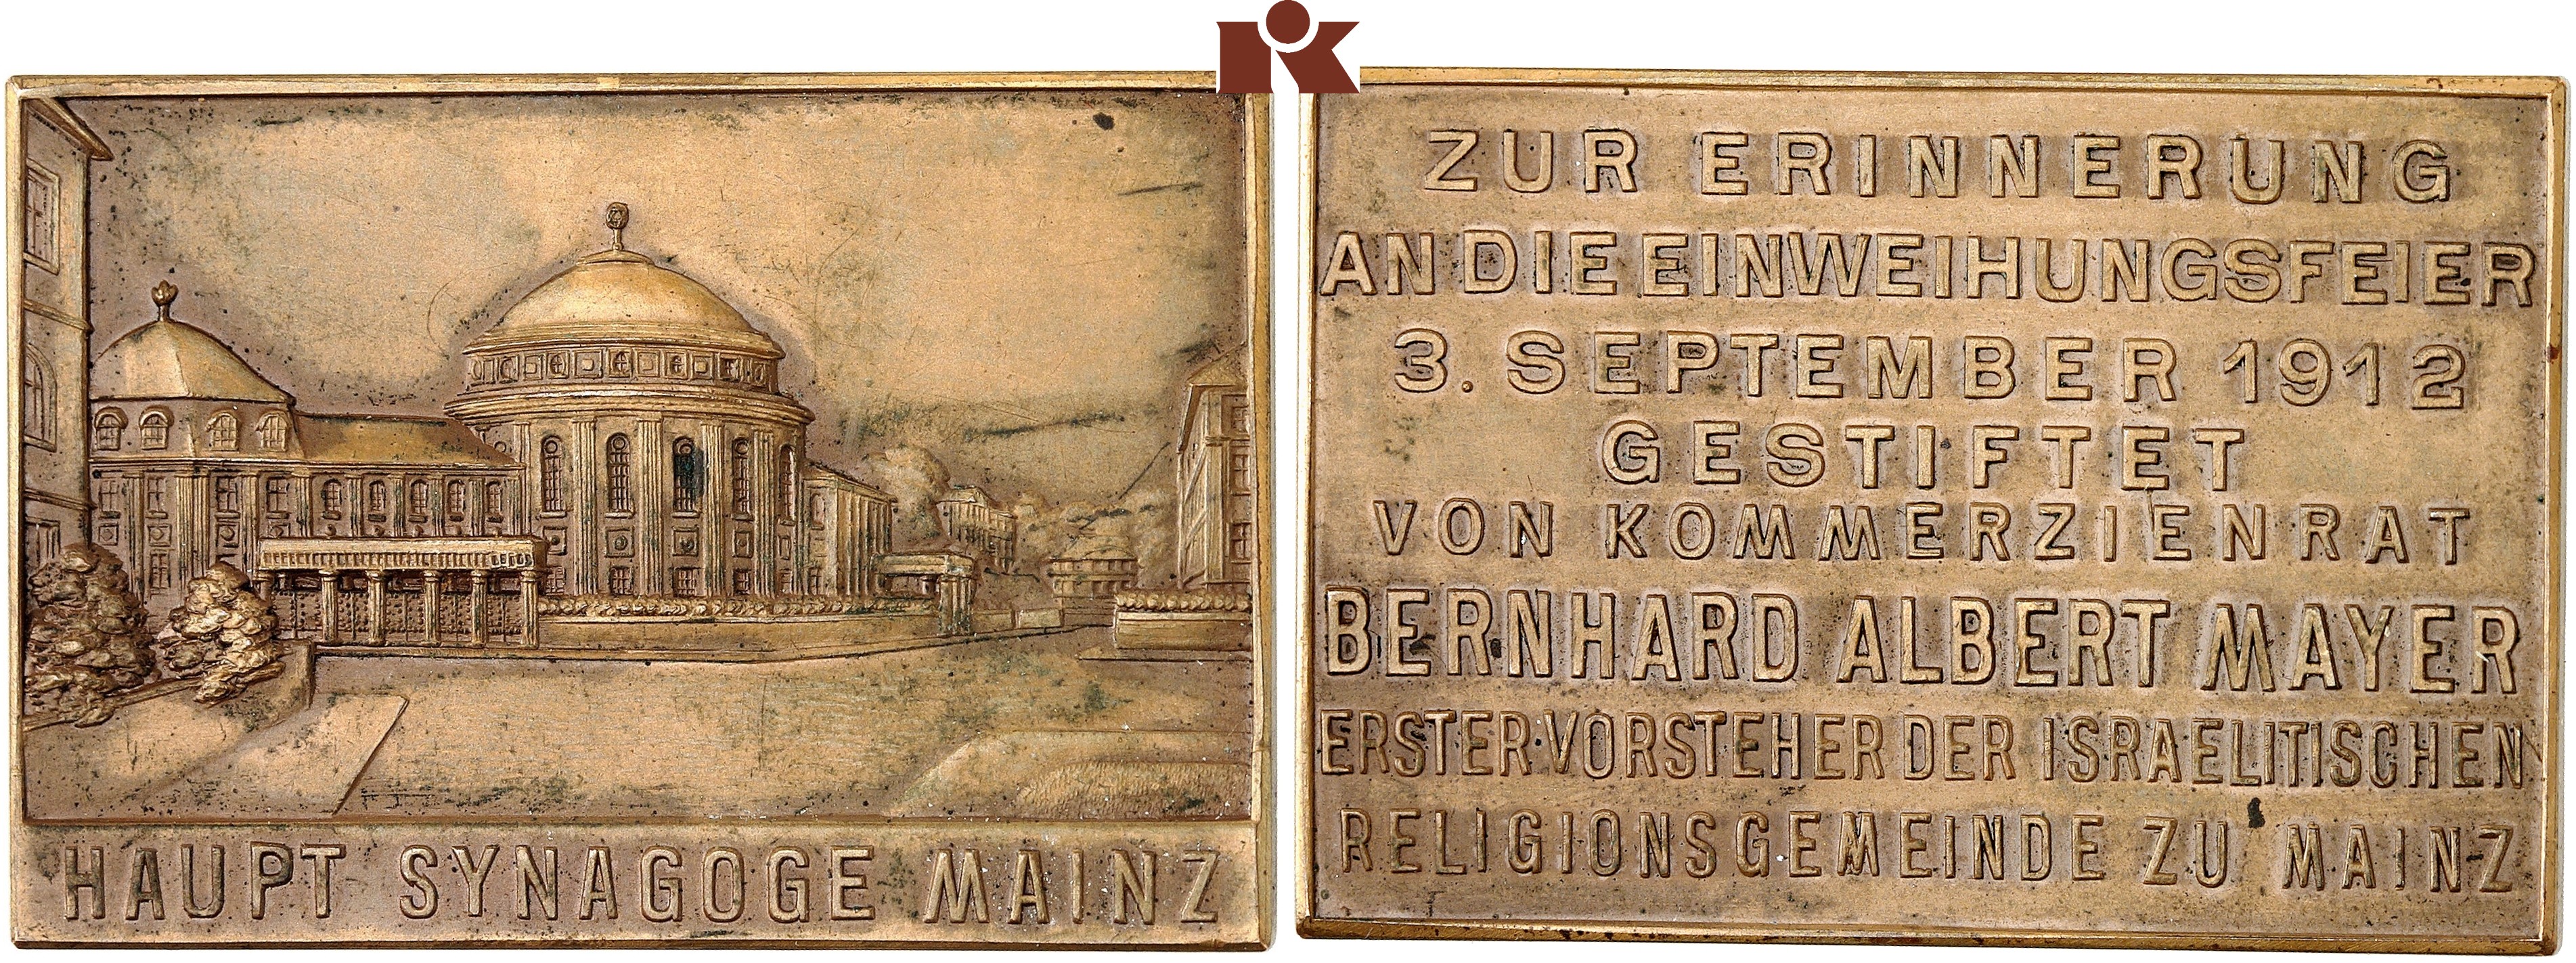 HAUPT SYNAGOGE MAINZ
ZUR ERINNERUNG
AN DIE EINWEIHUNGSFEIER
3. SEPTEMBER 1912
GESTIFTET
VON KOMMERZIENRAT
BERNHARD ALBERT MAYER
ERSTER VORSTEHER DER ISRAELITISCHEN
RELIGIONSGEMEINDE ZU MAINZ